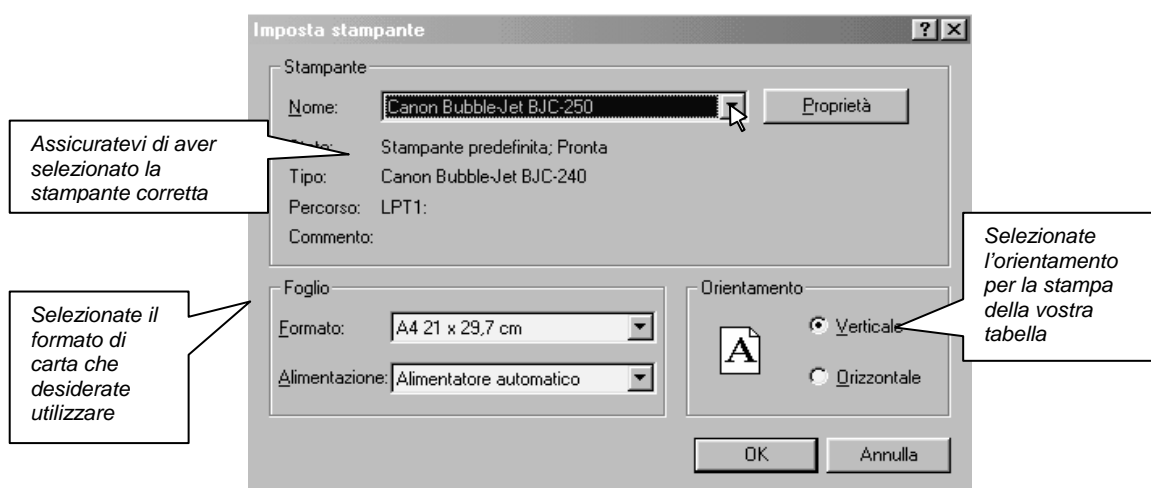 Imposta stampante
Stampante
Nome: Canon Bubble-Jet BJC-250 Proprietà
Assicuratevi di aver
selezionato la
stampante corretta
Stampante predefinita; Pronta
Tipo: Canon Bubble-Jet BJC-240
Percorso: LPT1:
Commento:
Selezionate il
formato di
carta che
desiderate
utilizzare
Foglio
Formato: A4 21 x 29,7 cm
Alimentazione: Alimentatore automatico
Orientamento
A
Verticale
Orizzontale
Selezionate
l'orientamento
per la stampa
della vostra
tabella
OK Annulla